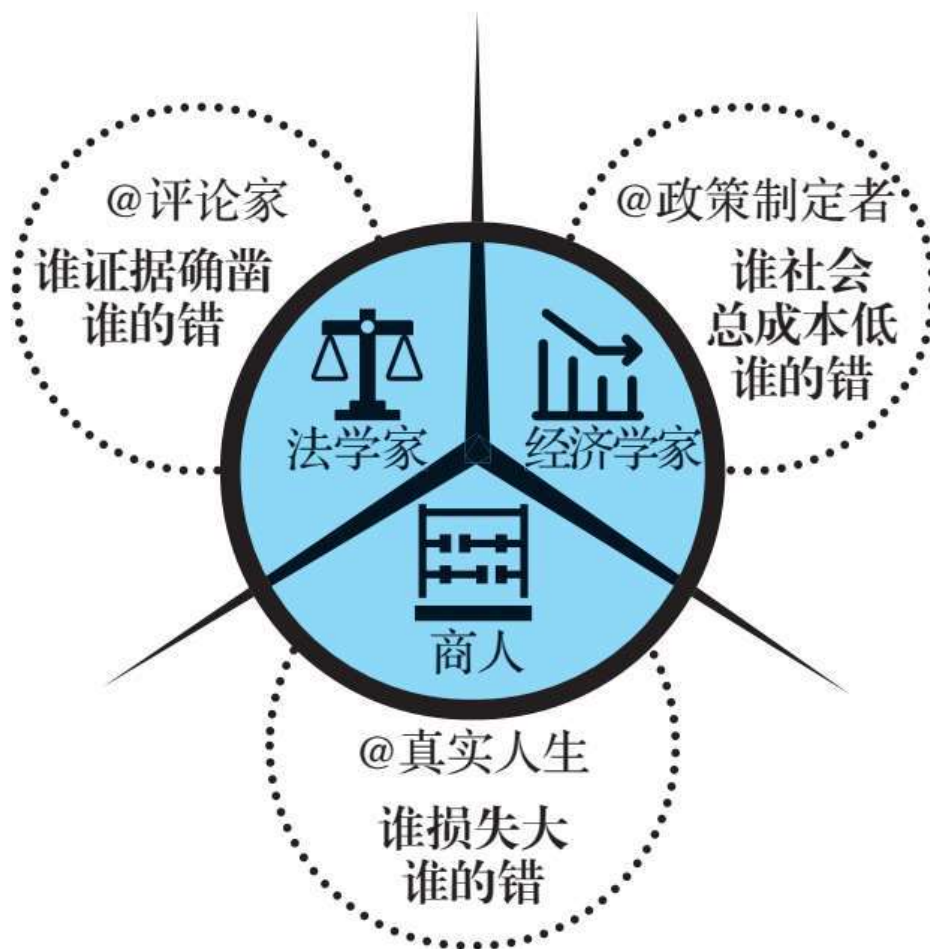 @评论家
谁证据确凿
谁的错
@政策制定者
谁社会
总成本低
谁的错
法学家
经济学家
商人
@真实人生
谁损失大
谁的错